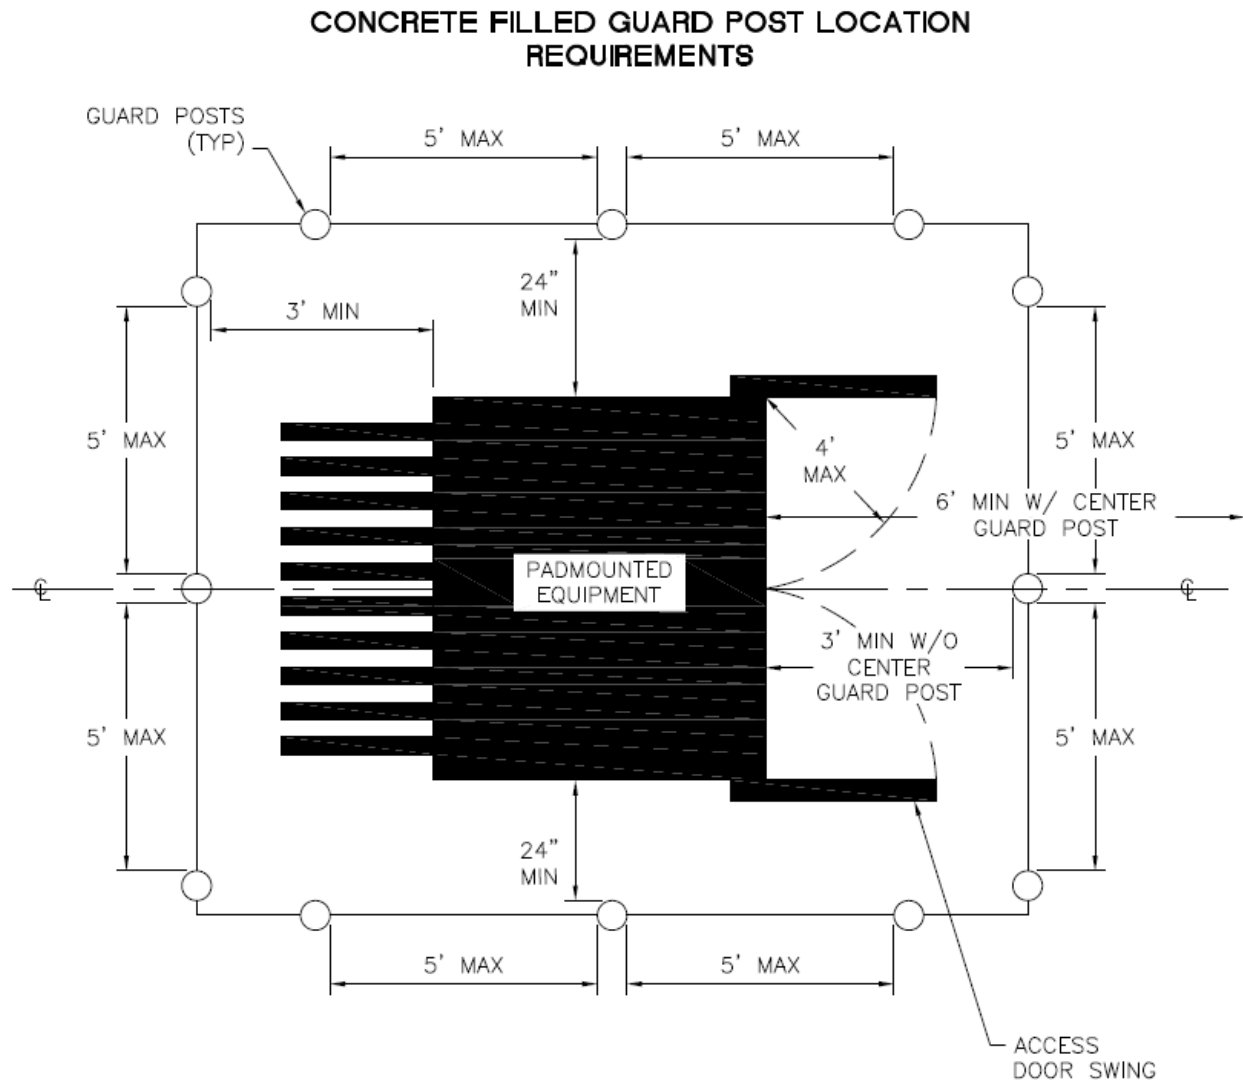 CONCRETE FILLED GUARD POST LOCATION
REQUIREMENTS
GUARD POSTS
(TYP)
5' MAX
5' MAX
24"
MIN
3' MIN
5' MAX
4'
MAX
5' MAX
6' MIN W/ CENTER
GUARD POST
PADMOUNTED
EQUIPMENT
℄
℄
3' MIN W/O
CENTER
GUARD POST
5' MAX
5' MAX
24"
MIN
5' MAX
5' MAX
ACCESS
DOOR SWING